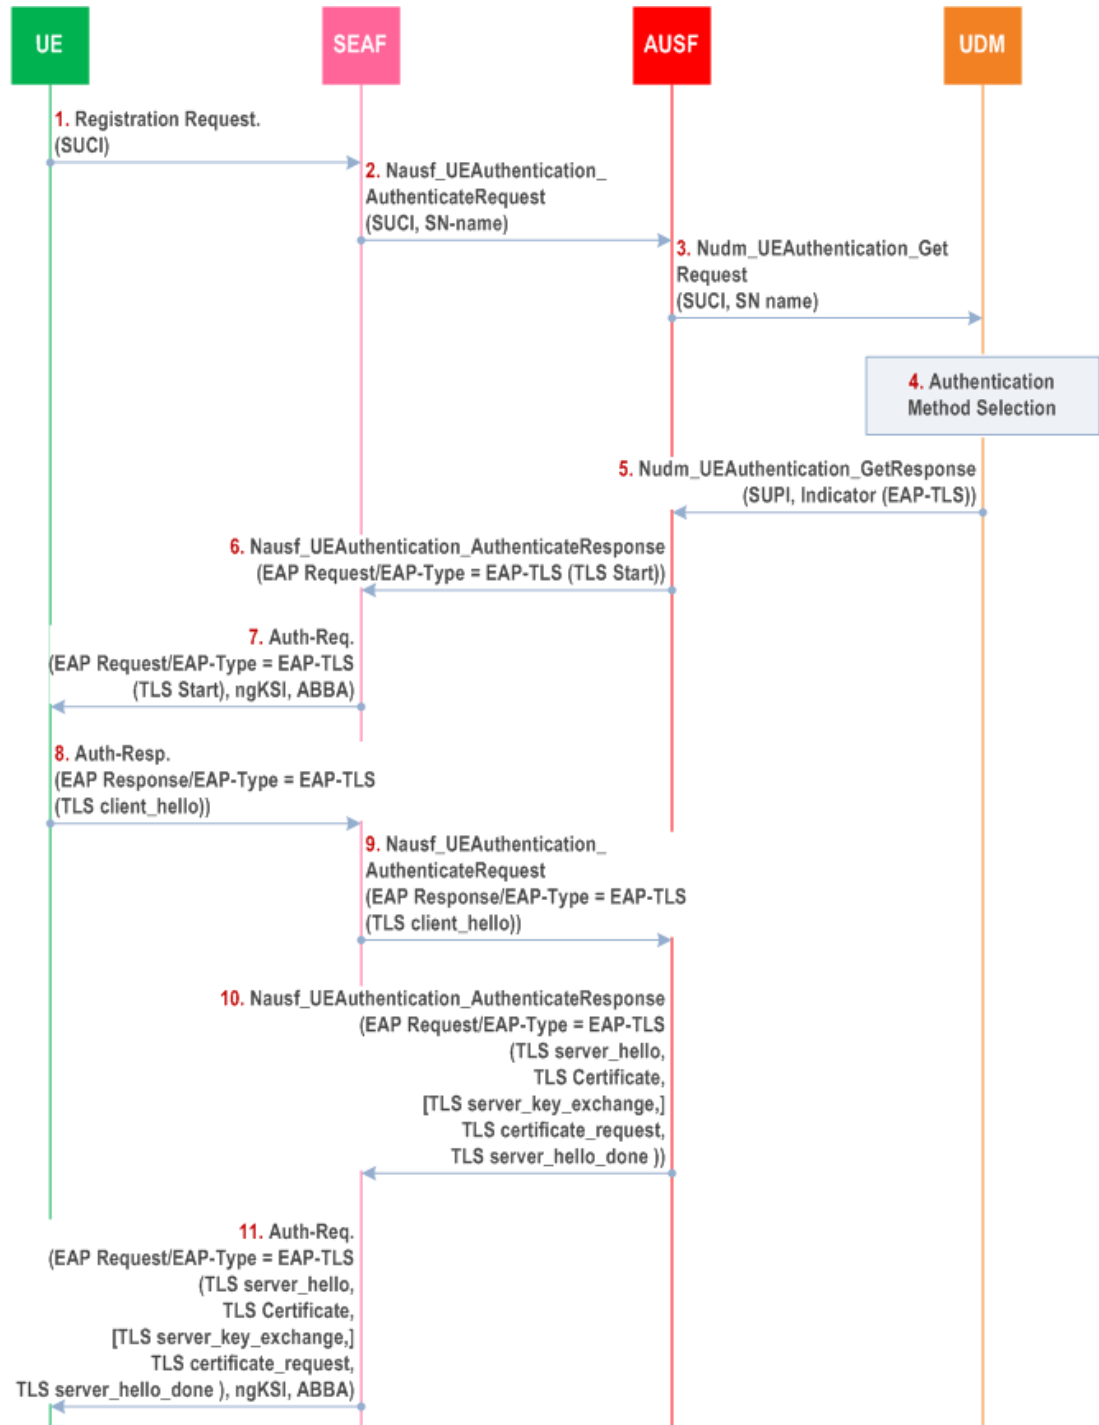 UE
SEAF
AUSF
UDM
1. Registration Request.
(SUCI)
2. Nausf_UEAuthentication_
AuthenticateRequest
(SUCI, SN-name)
3. Nudm_UEAuthentication_Get
Request
(SUCI, SN name)
4. Authentication
Method Selection
5. Nudm_UEAuthentication_GetResponse
(SUPI, Indicator (EAP-TLS))
6. Nausf_UEAuthentication_AuthenticateResponse
(EAP Request/EAP-Type = EAP-TLS (TLS Start))
7. Auth-Req.
(EAP Request/EAP-Type = EAP-TLS
(TLS Start), ngKSI, ABBA)
8. Auth-Resp.
(EAP Response/EAP-Type = EAP-TLS
(TLS client_hello))
9. Nausf_UEAuthentication_
AuthenticateRequest
(EAP Response/EAP-Type = EAP-TLS
(TLS client_hello))
10. Nausf_UEAuthentication_AuthenticateResponse
(EAP Request/EAP-Type = EAP-TLS
(TLS server_hello,
TLS Certificate,
[TLS server_key_exchange,]
TLS certificate_request,
TLS server_hello_done ))
11. Auth-Req.
(EAP Request/EAP-Type = EAP-TLS
(TLS server_hello,
TLS Certificate,
[TLS server_key_exchange,]
TLS certificate_request,
TLS server_hello_done ), ngKSI, ABBA)